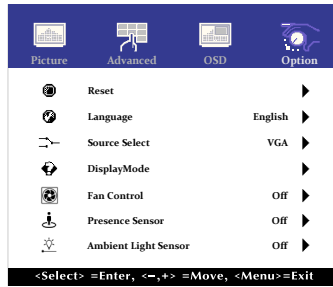 Picture Advanced OSD Option
Reset
Language English
Source Select VGA
DisplayMode
Fan Control Off
Presence Sensor Off
Ambient Light Sensor Off
<Select> =Enter, <−,+> =Move, <Menu>=Exit